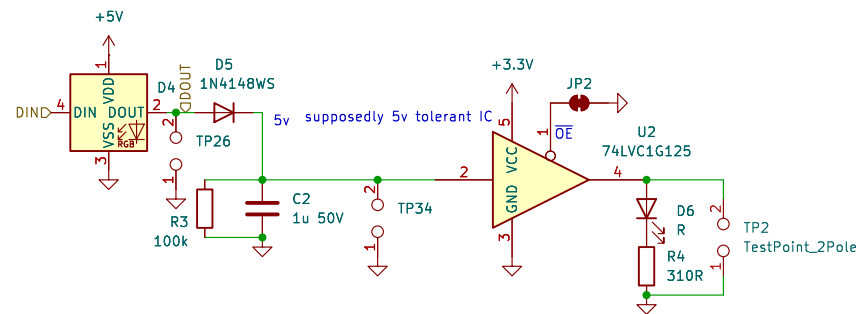 +5V
DDOUT
D5
1N4148WS
D4
1
VDD
DIN
4
DIN
DOUT
2
VSS
RGB
3
2
TP26
1
5v
supposedly 5v tolerant IC
+3.3V
JP2
5
1
OE
U2
74LVC1G125
VCC
GND
2
4
3
R3
100k
C2
1u 50V
2
TP34
1
D6
R
R4
310R
2
TP2
TestPoint_2Pole
1